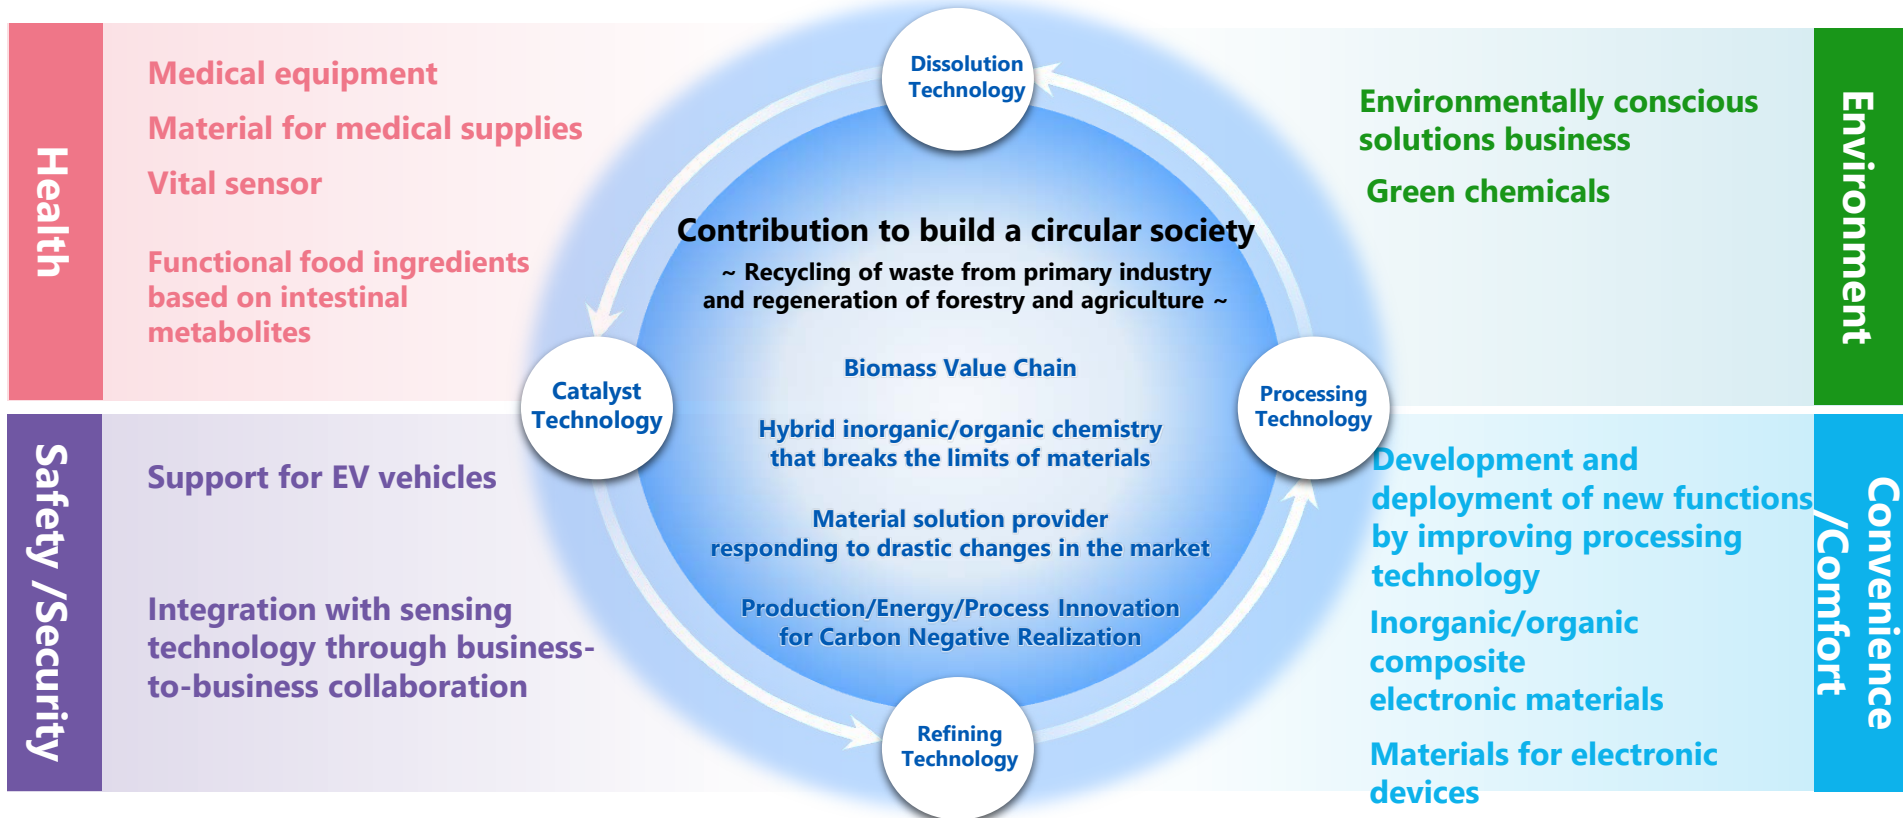 Health
Medical equipment
Material for medical supplies
Vital sensor
Functional food ingredients
based on intestinal
metabolites
Safety /Security
Support for EV vehicles
Integration with sensing
technology through business-
to-business collaboration
Dissolution
Technology
Catalyst
Technology
Processing
Technology
Refining
Technology
Contribution to build a circular society
~ Recycling of waste from primary industry
and regeneration of forestry and agriculture ~
Biomass Value Chain
Hybrid inorganic/organic chemistry
that breaks the limits of materials
Material solution provider
responding to drastic changes in the market
Production/Energy/Process Innovation
for Carbon Negative Realization
Environmentally conscious
solutions business
Green chemicals
Environment
Development and
deployment of new functions
by improving processing
technology
Inorganic/organic
composite
electronic materials
Materials for electronic
devices
Convenience
/Comfort